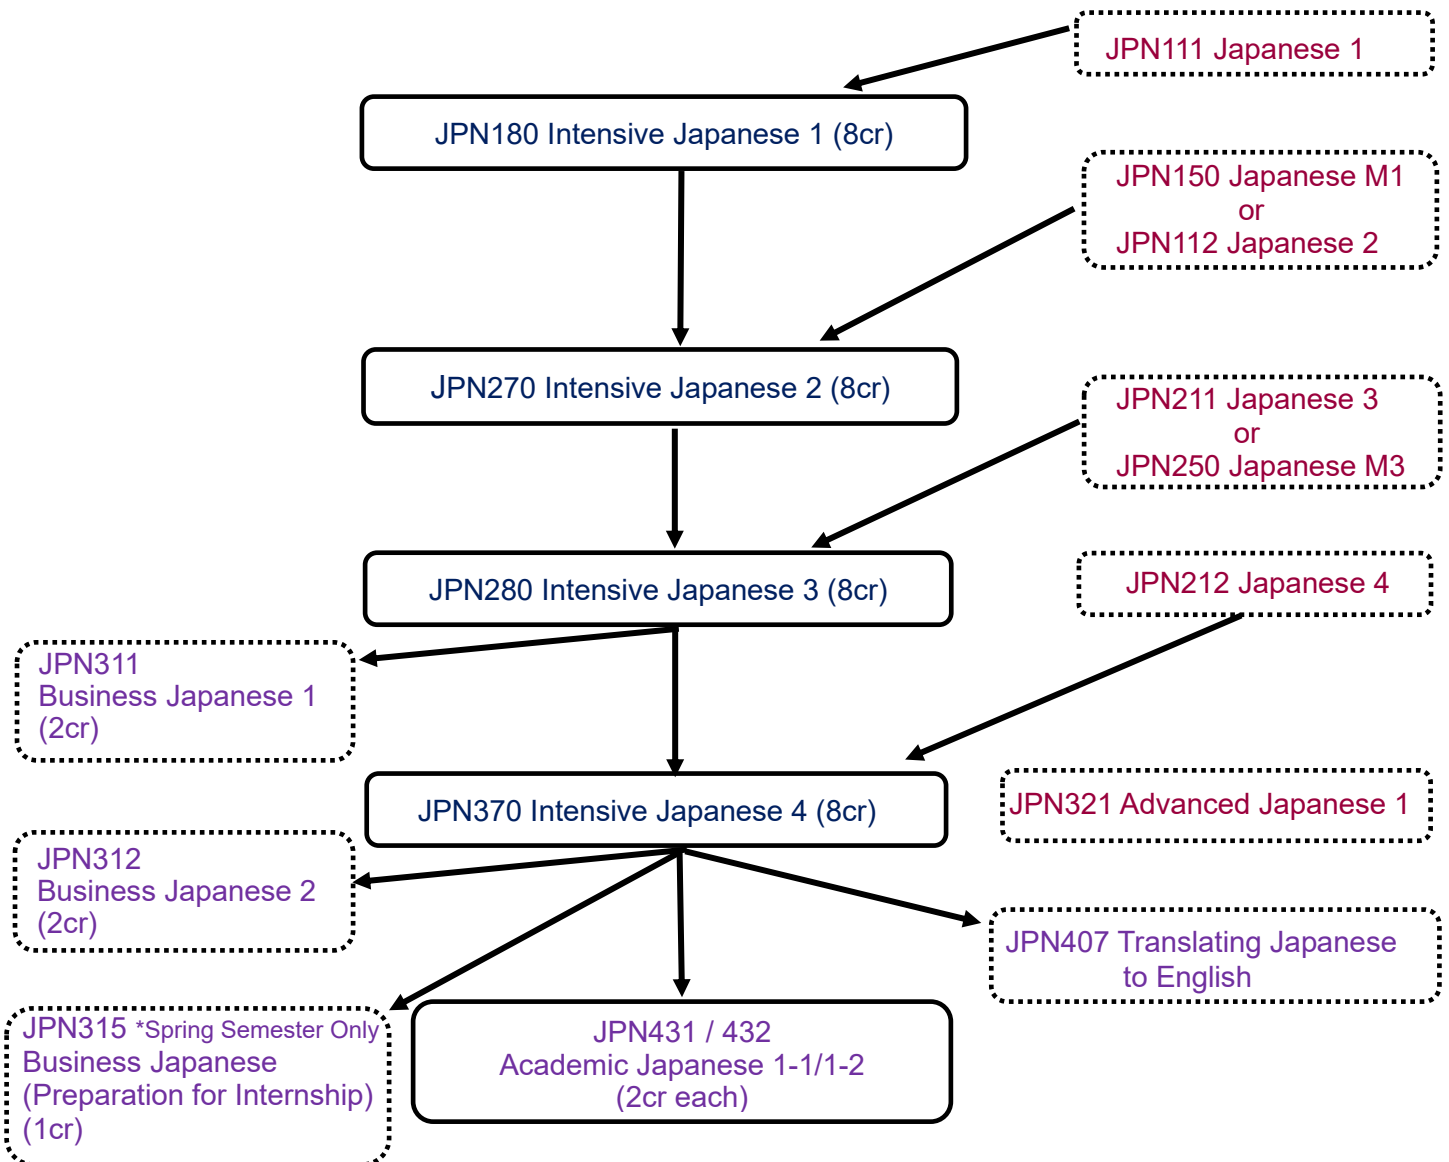 JPN111 Japanese 1
JPN180 Intensive Japanese 1 (8cr)
JPN150 Japanese M1
or
JPN112 Japanese 2
JPN270 Intensive Japanese 2 (8cr)
JPN211 Japanese 3
or
JPN250 Japanese M3
JPN280 Intensive Japanese 3 (8cr)
JPN212 Japanese 4
JPN311
Business Japanese 1
(2cr)
JPN370 Intensive Japanese 4 (8cr)
JPN321 Advanced Japanese 1
JPN312
Business Japanese 2
(2cr)
JPN407 Translating Japanese
to English
JPN315 *Spring Semester Only
Business Japanese
(Preparation for Internship)
(1cr)
JPN431 / 432
Academic Japanese 1-1/1-2
(2cr each)